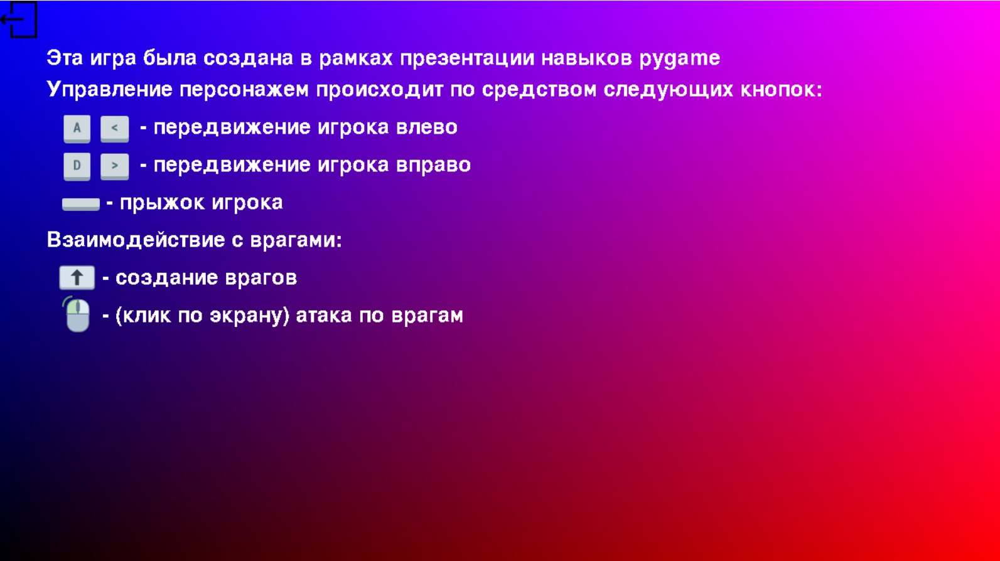 Эта игра была создана в рамках презентации навыков pygame
Управление персонажем происходит по средством следующих кнопок:
A < - передвижение игрока влево
D > - передвижение игрока вправо
- прыжок игрока
Взаимодействие с врагами:
- создание врагов
- (клик по экрану) атака по врагам